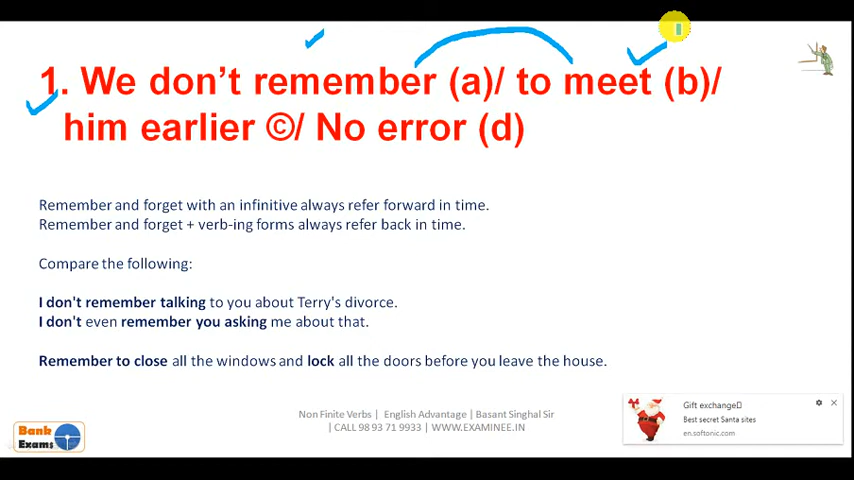 1. We don't remember (a)/ to meet (b)/
him earlier ©/ No error (d)
Remember and forget with an infinitive always refer forward in time.
Remember and forget + verb-ing forms always refer back in time.
Compare the following:
I don't remember talking to you about Terry's divorce.
I don't even remember you asking me about that.
Remember to close all the windows and lock all the doors before you leave the house.
Non Finite Verbs | English Advantage | Basant Singhal Sir
| CALL 98 93 71 9933 | WWW.EXAMINEE.IN
Bank
Exams
Gift exchange
Best secret Santa sites
en.softonic.com